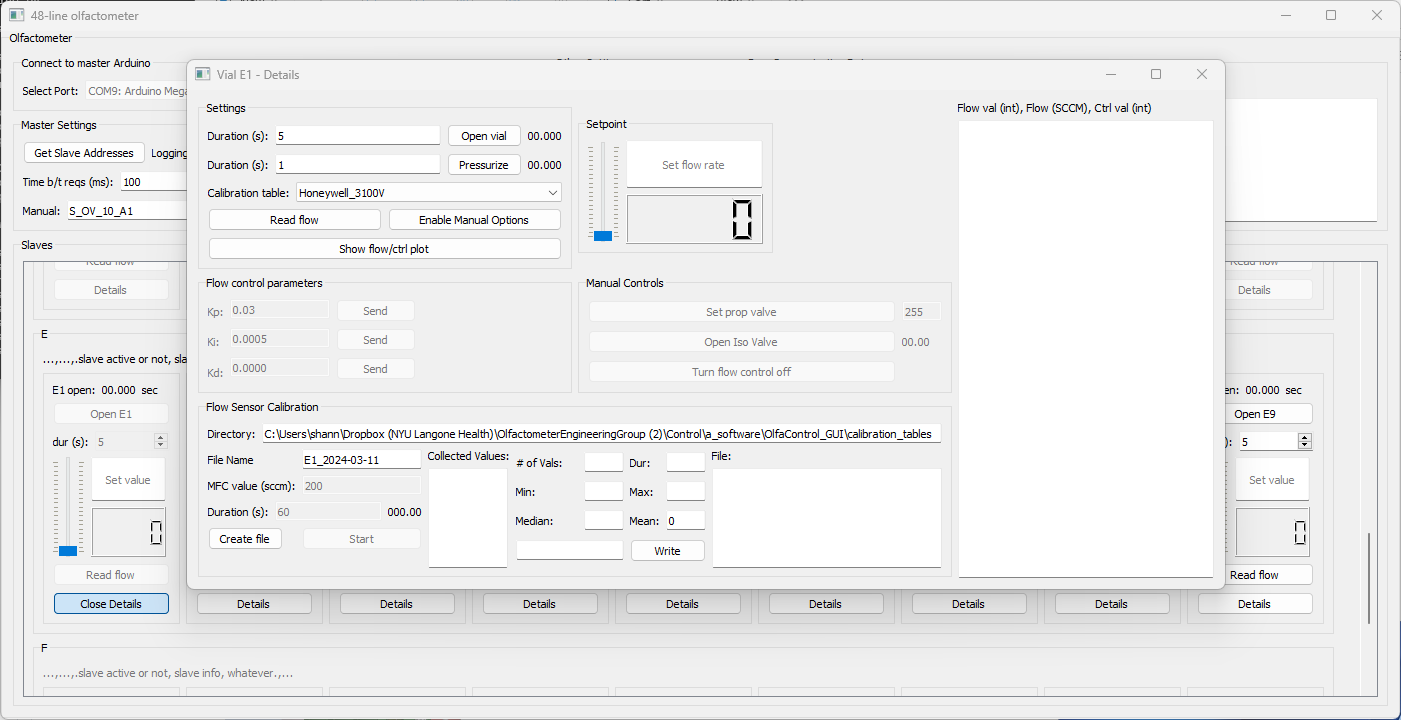 48-line olfactometer
Olfactometer
Connect to master Arduino
Select Port: COM9: Arduino Mega
Master Settings
Get Slave Addresses Logging
Time b/t reqs (ms): 100
Manual: S_OV_10_A1
Slaves
Read flow
Details
E
...,...,.slave active or not, sla
E1 open: 00.000 sec
Open E1
dur (s): 5
Set value
0
Read flow
Close Details
Vial E1 - Details
Settings
Duration (s): 5 Open vial 00.000
Duration (s): 1 Pressurize 00.000
Calibration table: Honeywell_3100V
Read flow Enable Manual Options
Show flow/ctrl plot
Setpoint
Set flow rate
0
Flow val (int), Flow (SCCM), Ctrl val (int)
Flow control parameters
Kp: 0.03 Send
Ki: 0.0005 Send
Kd: 0.0000 Send
Manual Controls
Set prop valve 255
Open Iso Valve 00.00
Turn flow control off
Flow Sensor Calibration
Directory: C:\Users\shann\Dropbox (NYU Langone Health)\OlfactometerEngineeringGroup (2)\Control\a_software\OlfaControl_GUI\calibration_tables
File Name E1_2024-03-11
MFC value (sccm): 200
Duration (s): 60 000.00
Create file Start
Collected Values:
# of Vals: Dur:
Min: Max:
Median: Mean: 0
Write
File:
Read flow
Details
en: 00.000 sec
Open E9
): 5
Set value
0
Read flow
Details Details Details Details Details Details Details Details
F
...,...,.slave active or not, slave info, whatever.,...